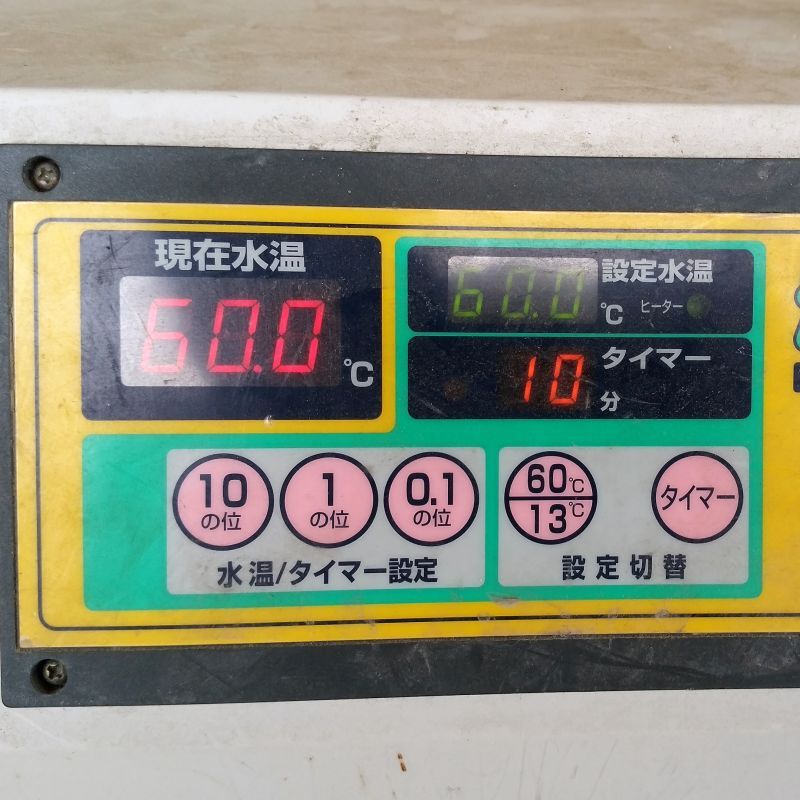 現在水温
60.0
℃
設定水温
60.0
℃
ヒーター
タイマー
10
分
10
の位
1
の位
0.1
の位
水温/タイマー設定
60℃
13℃
タイマー
設定切替